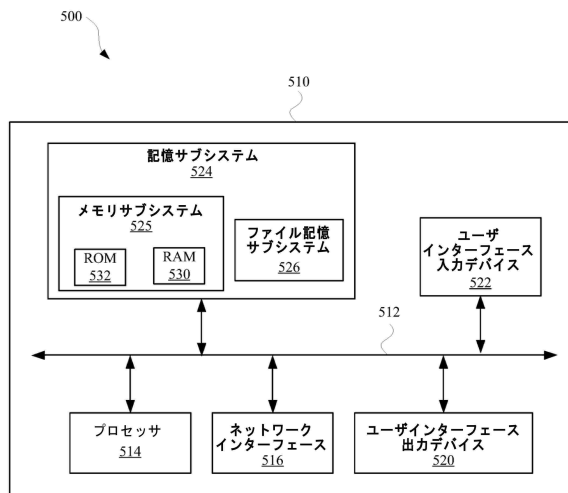 500
510
記憶サブシステム
524
メモリサブシステム
525
ROM
532
RAM
530
ファイル記憶
サブシステム
526
ユーザ
インターフェース
入力デバイス
522
512
プロセッサ
514
ネットワーク
インターフェース
516
ユーザインターフェース
出力デバイス
520